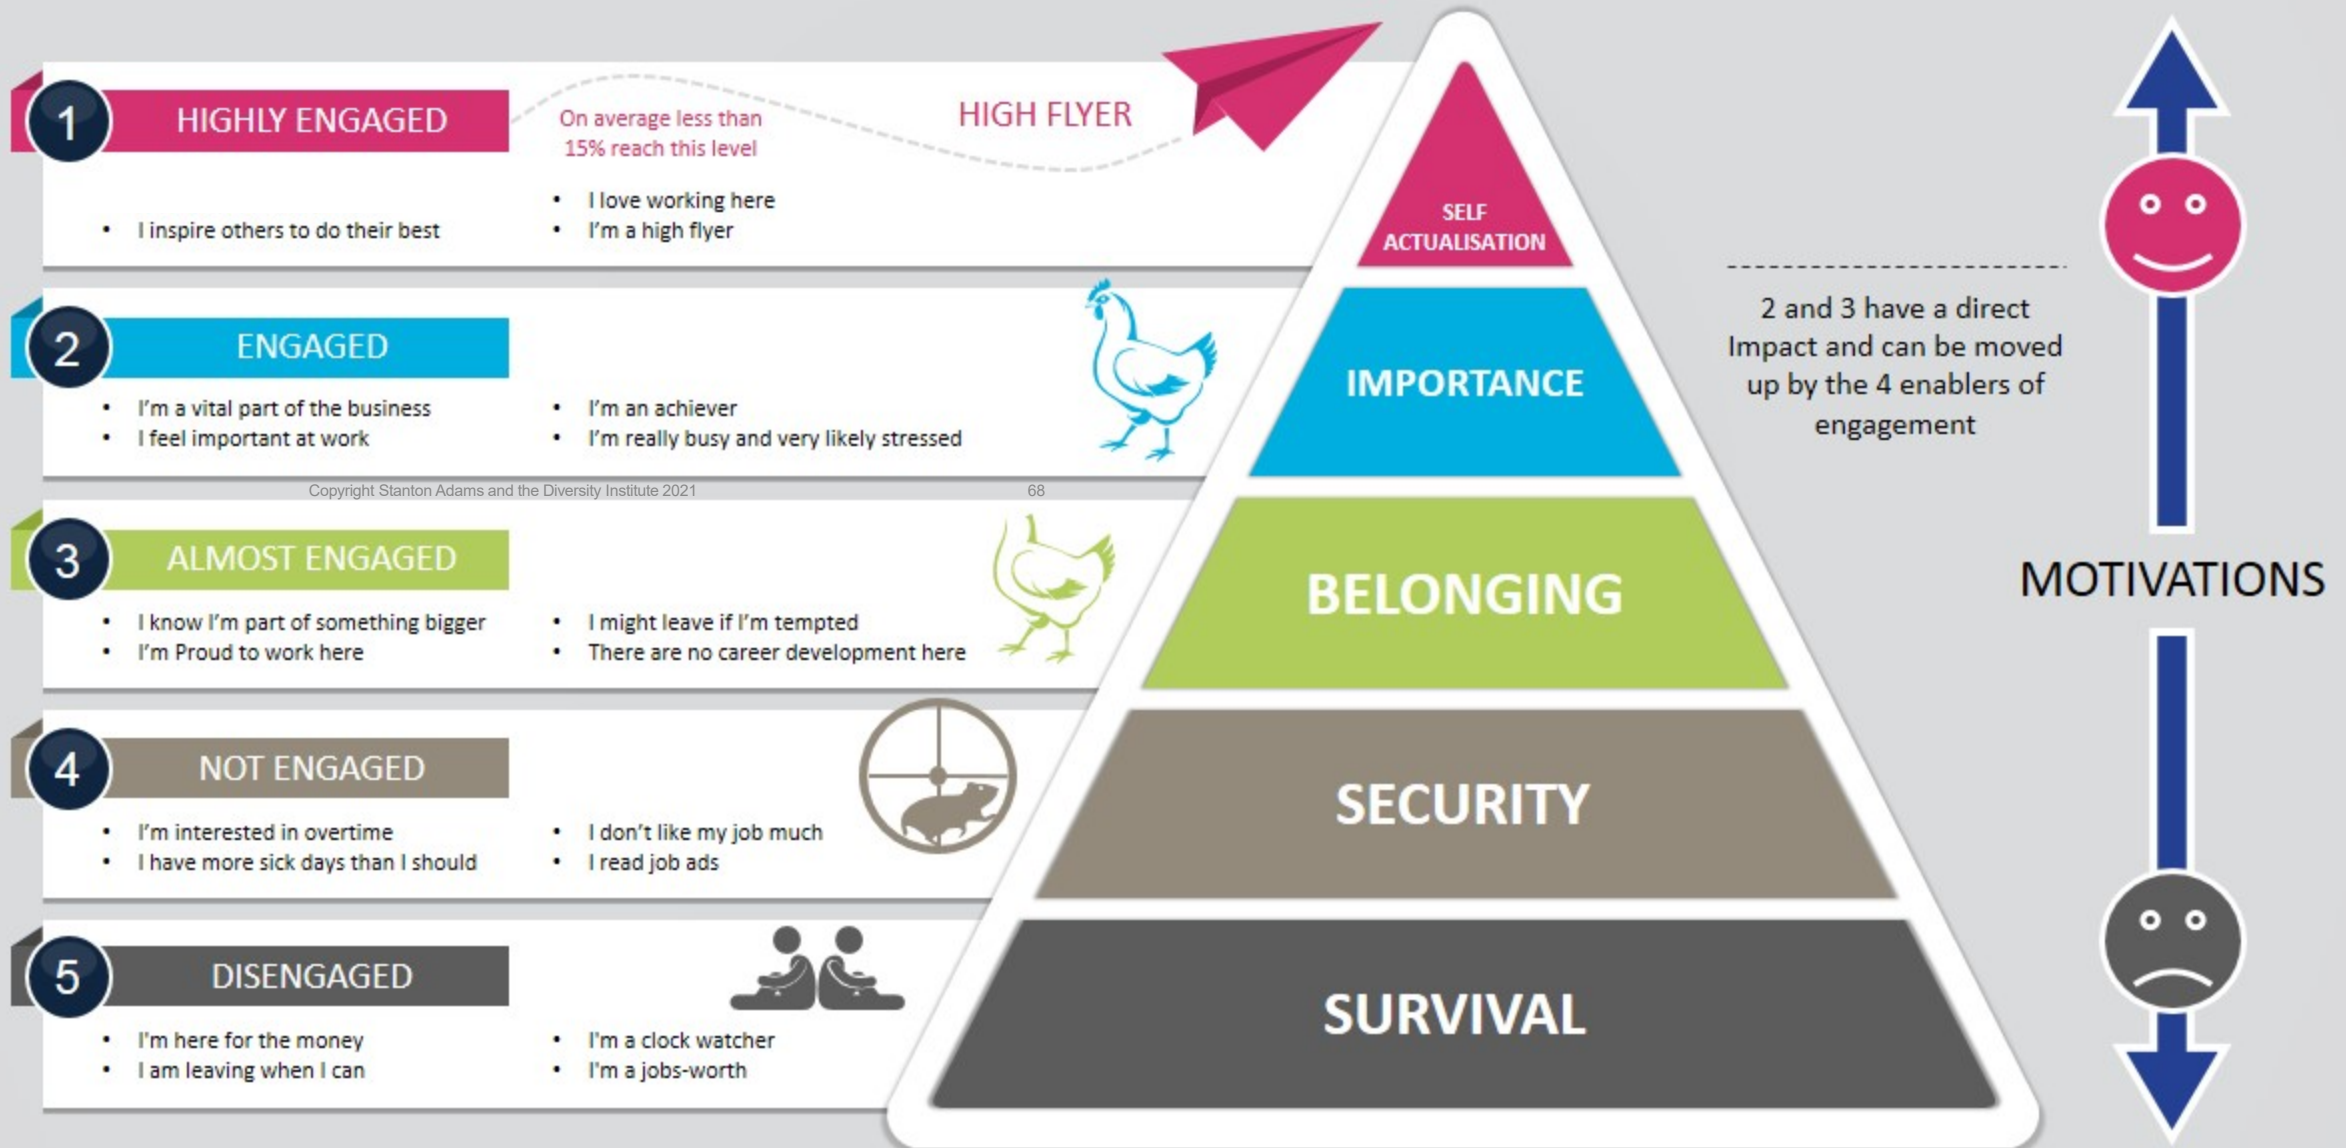 1
HIGHLY ENGAGED
On average less than
15% reach this level
HIGH FLYER
• I inspire others to do their best
• I love working here
• I'm a high flyer
SELF
ACTUALISATION
2
ENGAGED
• I'm a vital part of the business
• I feel important at work
• I'm an achiever
• I'm really busy and very likely stressed
IMPORTANCE
2 and 3 have a direct
Impact and can be moved
up by the 4 enablers of
engagement
Copyright Stanton Adams and the Diversity Institute 2021
68
3
ALMOST ENGAGED
• I know I'm part of something bigger
• I'm Proud to work here
• I might leave if I'm tempted
• There are no career development here
BELONGING
MOTIVATIONS
4
NOT ENGAGED
• I'm interested in overtime
• I have more sick days than I should
• I don't like my job much
• I read job ads
SECURITY
5
DISENGAGED
• I'm here for the money
• I am leaving when I can
• I'm a clock watcher
• I'm a jobs-worth
SURVIVAL